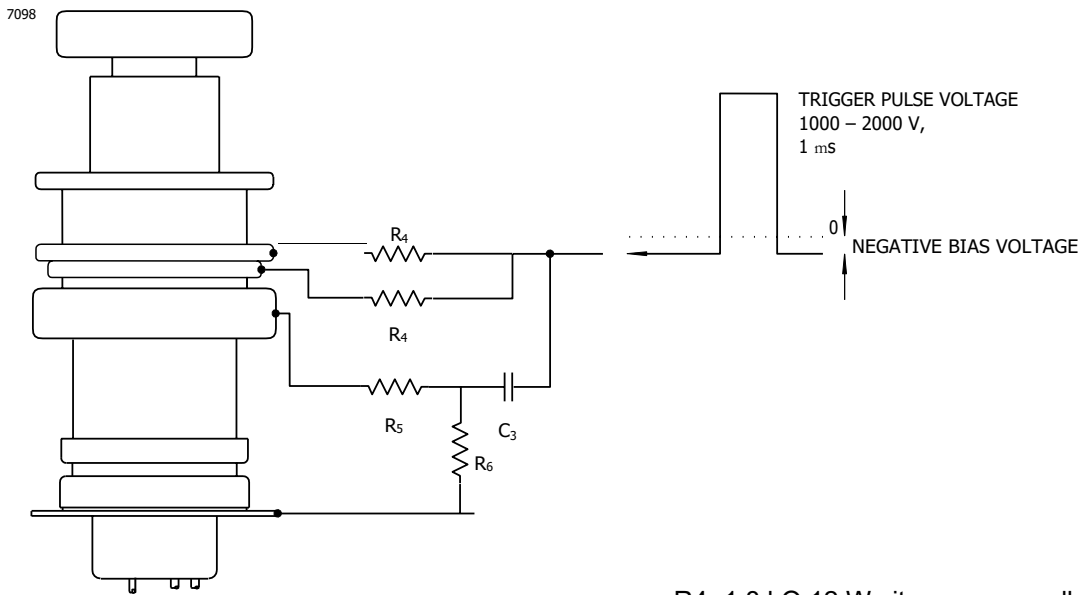 7098
TRIGGER PULSE VOLTAGE
1000 – 2000 V,
1 ms
0
NEGATIVE BIAS VOLTAGE
R4
R4
R5
C3
R6